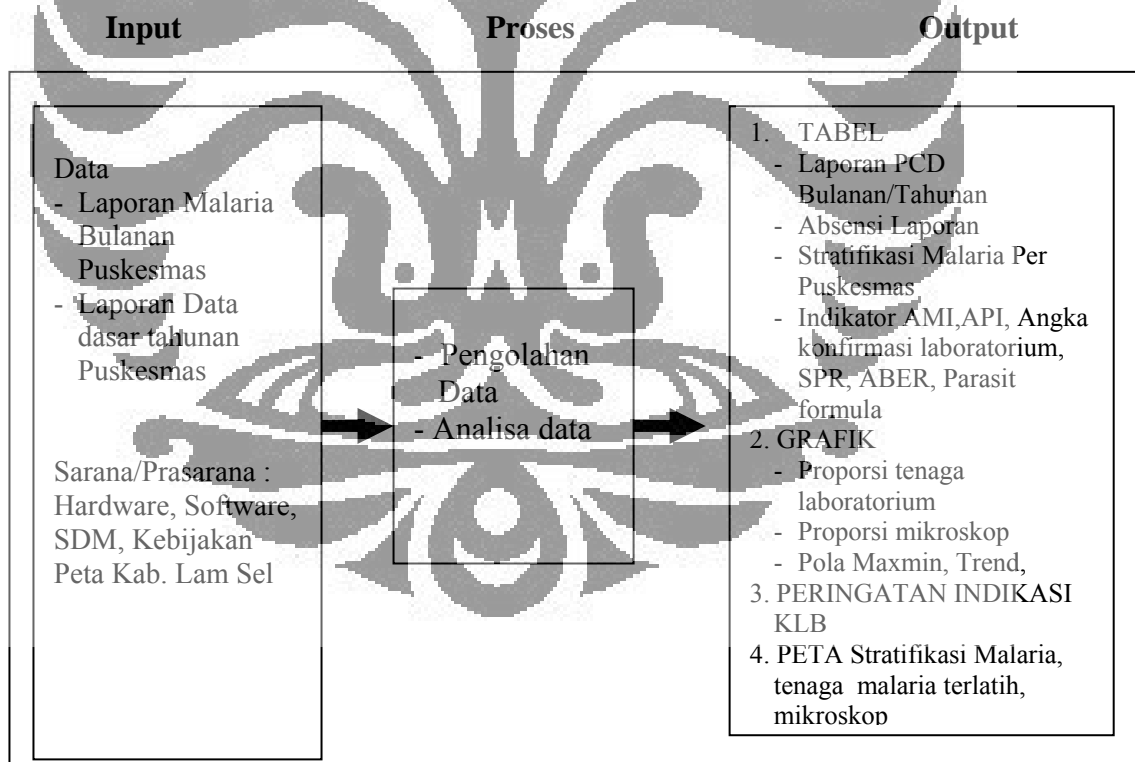 Input Proses Output
Data
- Laporan Malaria
Bulanan
Puskesmas
- Laporan Data
dasar tahunan
Puskesmas
Sarana/Prasarana :
Hardware, Software,
SDM, Kebijakan
Peta Kab. Lam Sel
- Pengolahan
Data
- Analisa data
1. TABEL
- Laporan PCD
Bulanan/Tahunan
- Absensi Laporan
- Stratifikasi Malaria Per
Puskesmas
- Indikator AMI,API, Angka
konfirmasi laboratorium,
SPR, ABER, Parasit
formula
2. GRAFIK
- Proporsi tenaga
laboratorium
- Proporsi mikroskop
- Pola Maxmin, Trend,
3. PERINGATAN INDIKASI
KLB
4. PETA Stratifikasi Malaria,
tenaga malaria terlatih,
mikroskop